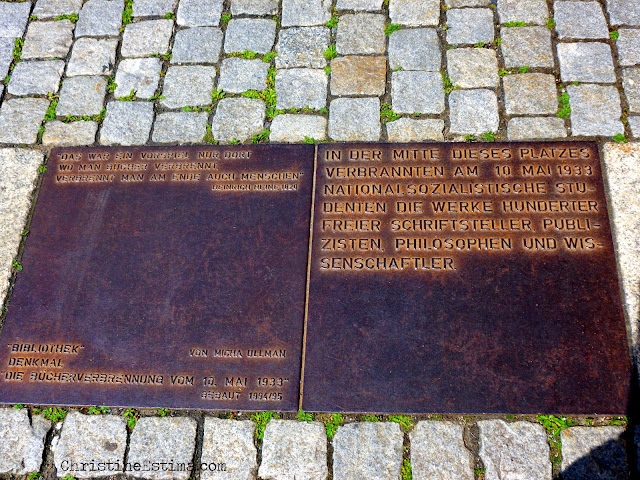 "DAS WAR EIN VORSPIEL NUR, DORT
WO MAN BÜCHER VERBRENNT,
VERBRENNT MAN AM ENDE AUCH MENSCHEN"
HEINRICH HEINE 1820
"BIBLIOTHEK"
VON MICHA ULLMAN
DENKMAL
"DIE BÜCHERVERBRENNUNG VOM 10. MAI 1933"
GEBAUT 1994/95
IN DER MITTE DIESES PLATZES
VERBRANNTEN AM 10 MAI 1933
NATIONALSOZIALISTISCHE STU-
DENTEN DIE WERKE HUNDERTER
FREIER SCHRIFTSTELLER, PUBLI-
ZISTEN, PHILOSOPHEN UND WIS-
SENSCHAFTLER.
ChristineEstima.com